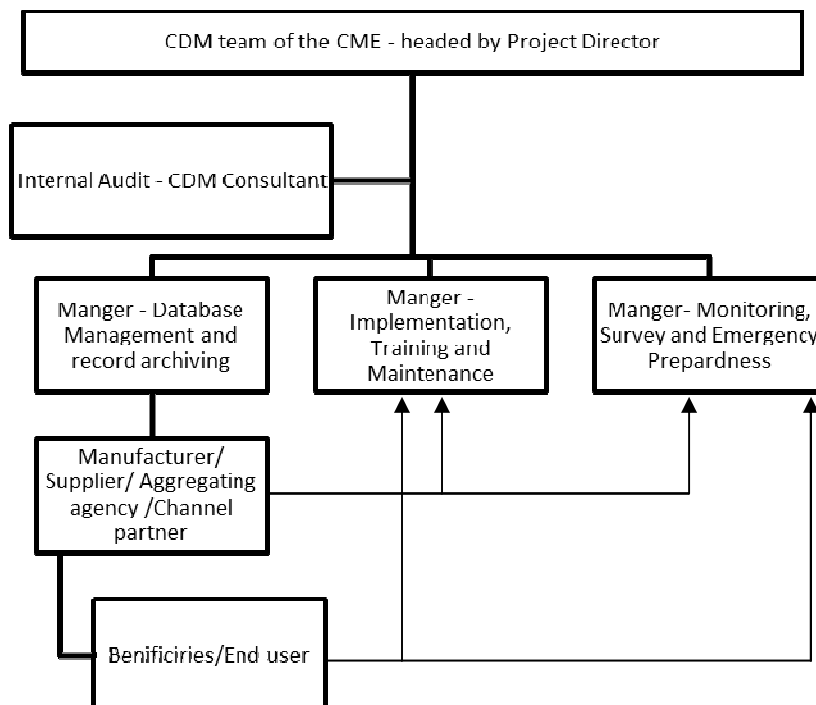 CDM team of the CME - headed by Project Director
Internal Audit - CDM Consultant
Manger - Database
Management and
record archiving
Manger -
Implementation,
Training and
Maintenance
Manger- Monitoring,
Survey and Emergency
Prepardness
Manufacturer/
Supplier/ Aggregating
agency /Channel
partner
Benificiries/End user